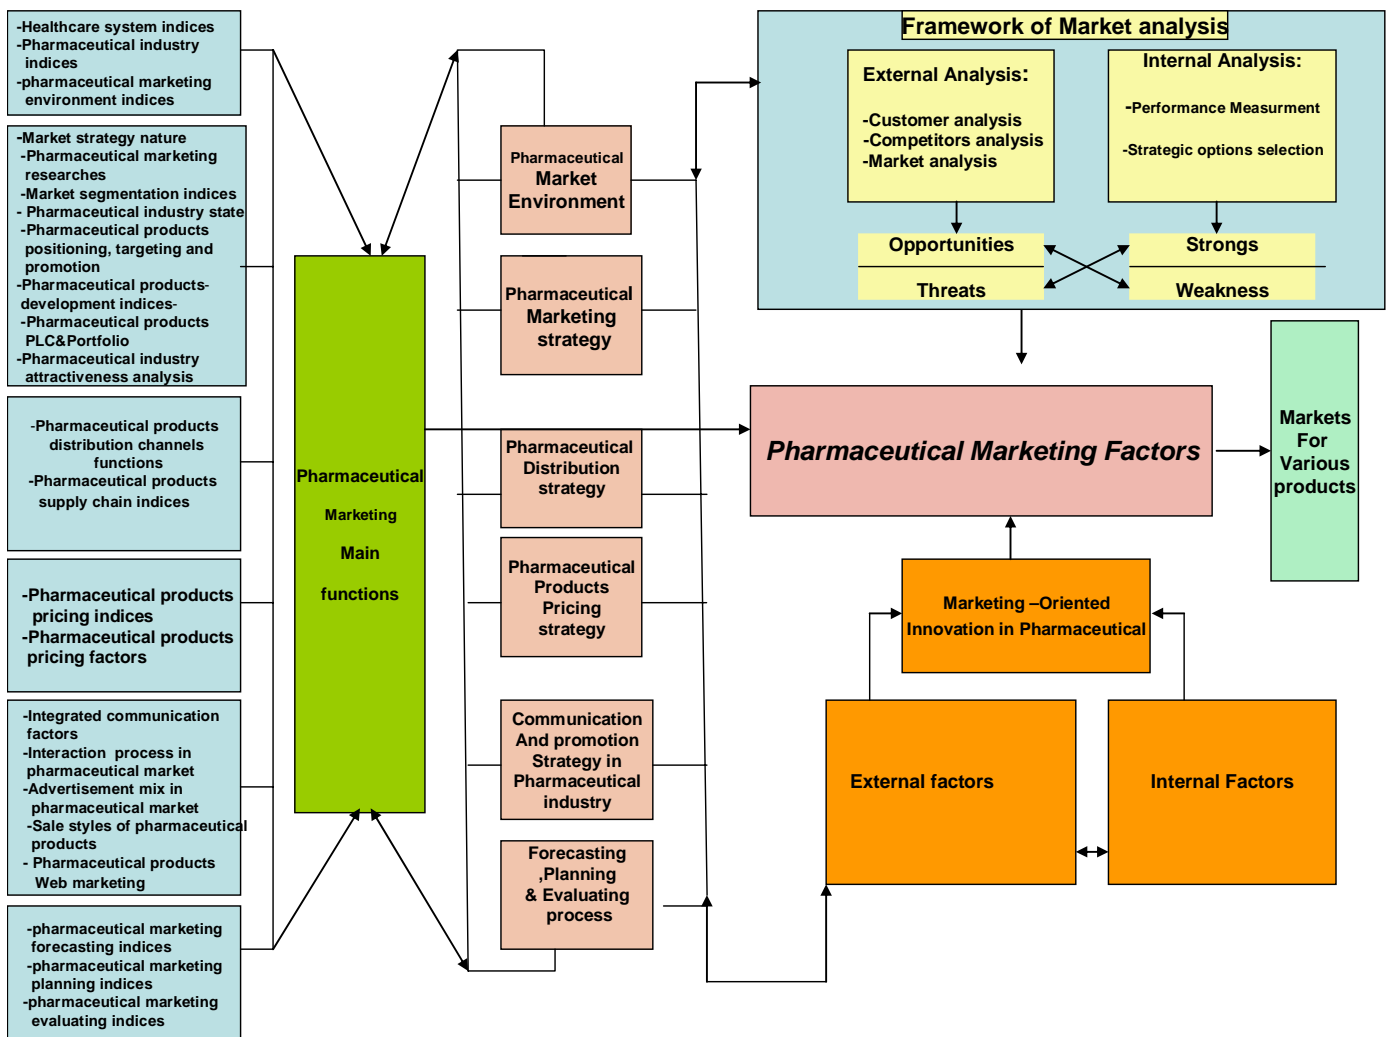 -Healthcare system indices
-Pharmaceutical industry
indices
-pharmaceutical marketing
environment indices
-Market strategy nature
-Pharmaceutical marketing
researches
-Market segmentation indices
- Pharmaceutical industry state
-Pharmaceutical products
positioning, targeting and
promotion
-Pharmaceutical products-
development indices-
-Pharmaceutical products
PLC&Portfolio
-Pharmaceutical industry
attractiveness analysis
-Pharmaceutical products
distribution channels
functions
-Pharmaceutical products
supply chain indices
-Pharmaceutical products
pricing indices
-Pharmaceutical products
pricing factors
-Integrated communication
factors
-Interaction process in
pharmaceutical market
-Advertisement mix in
pharmaceutical market
-Sale styles of pharmaceutical
products
- Pharmaceutical products
Web marketing
-pharmaceutical marketing
forecasting indices
-pharmaceutical marketing
planning indices
-pharmaceutical marketing
evaluating indices
Pharmaceutical
Marketing
Main
functions
Pharmaceutical
Market
Environment
Pharmaceutical
Marketing
strategy
Pharmaceutical
Distribution
strategy
Pharmaceutical
Products
Pricing
strategy
Communication
And promotion
Strategy in
Pharmaceutical
industry
Forecasting
,Planning
& Evaluating
process
Framework of Market analysis
External Analysis:
-Customer analysis
-Competitors analysis
-Market analysis
Internal Analysis:
-Performance Measurment
-Strategic options selection
Opportunities
Threats
Strongs
Weakness
Pharmaceutical Marketing Factors
Markets
For
Various
products
Marketing –Oriented
Innovation in Pharmaceutical
External factors
Internal Factors